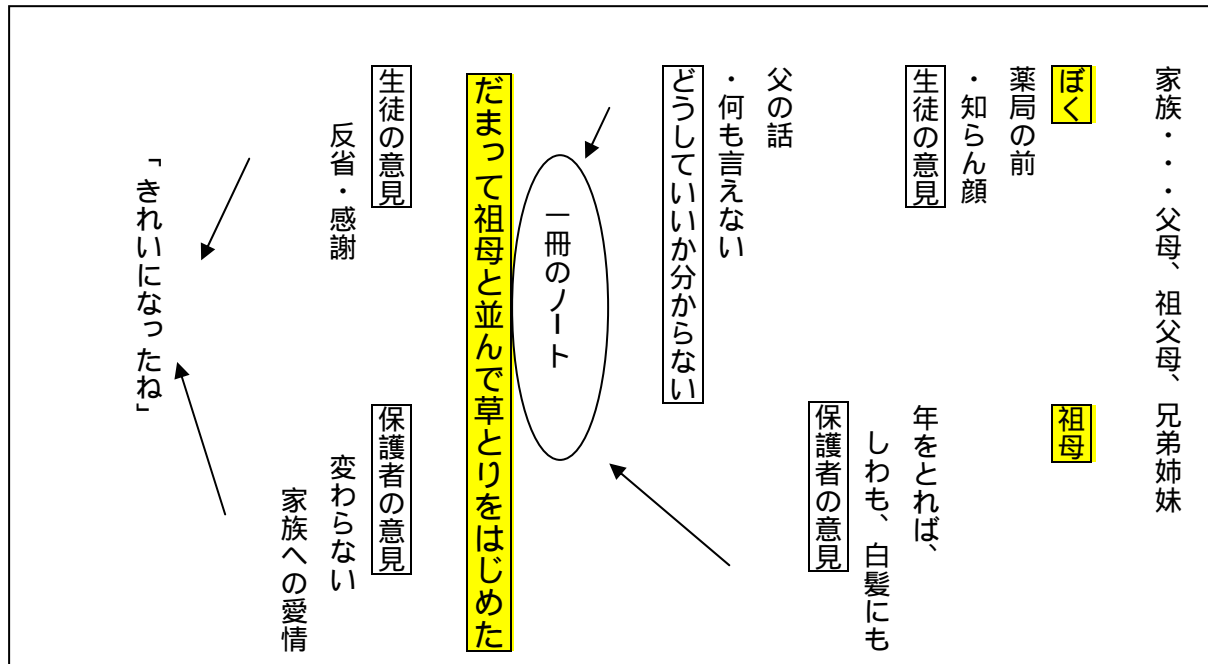 家族・・・父母、祖父母、兄弟姉妹
ぼく
祖母
薬局の前
・知らん顔
生徒の意見
年をとれば、
しわも、白髪にも
保護者の意見
父の話
・何も言えない
どうしていいか分からない
一冊のノート
だまって祖母と並んで草とりをはじめた
生徒の意見
反省・感謝
保護者の意見
変わらない
家族への愛情
「きれいになったね」